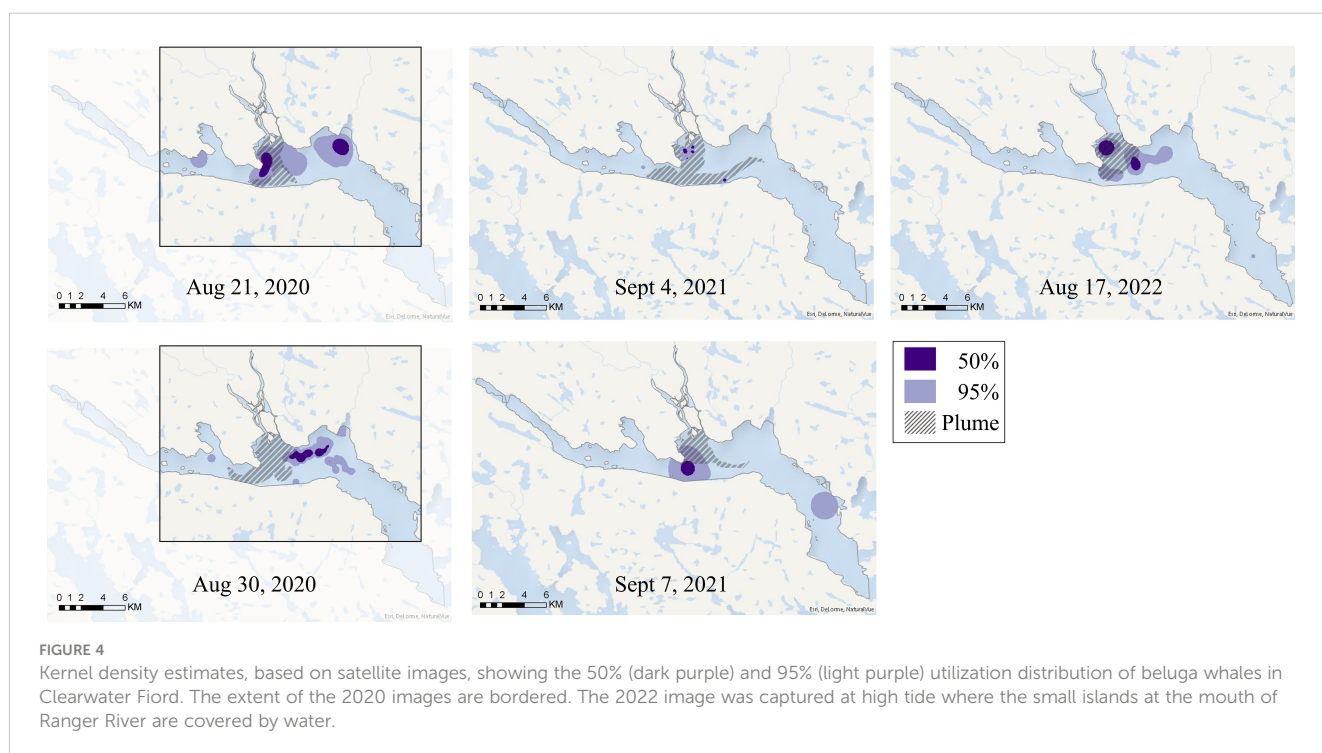 Aug 21, 2020
0 1 2 4 6
KM
Esri, DeLorme, NaturalVue
Sept 4, 2021
0 1 2 4 6
KM
Esri, DeLorme, NaturalVue
Aug 17, 2022
0 1 2 4 6
KM
Esri, DeLorme, NaturalVue
Aug 30, 2020
0 1 2 4 6
KM
Esri, DeLorme, NaturalVue
Sept 7, 2021
0 1 2 4 6
KM
Esri, DeLorme, NaturalVue
50%
95%
Plume
FIGURE 4
Kernel density estimates, based on satellite images, showing the 50% (dark purple) and 95% (light purple) utilization distribution of beluga whales in
Clearwater Fiord. The extent of the 2020 images are bordered. The 2022 image was captured at high tide where the small islands at the mouth of
Ranger River are covered by water.